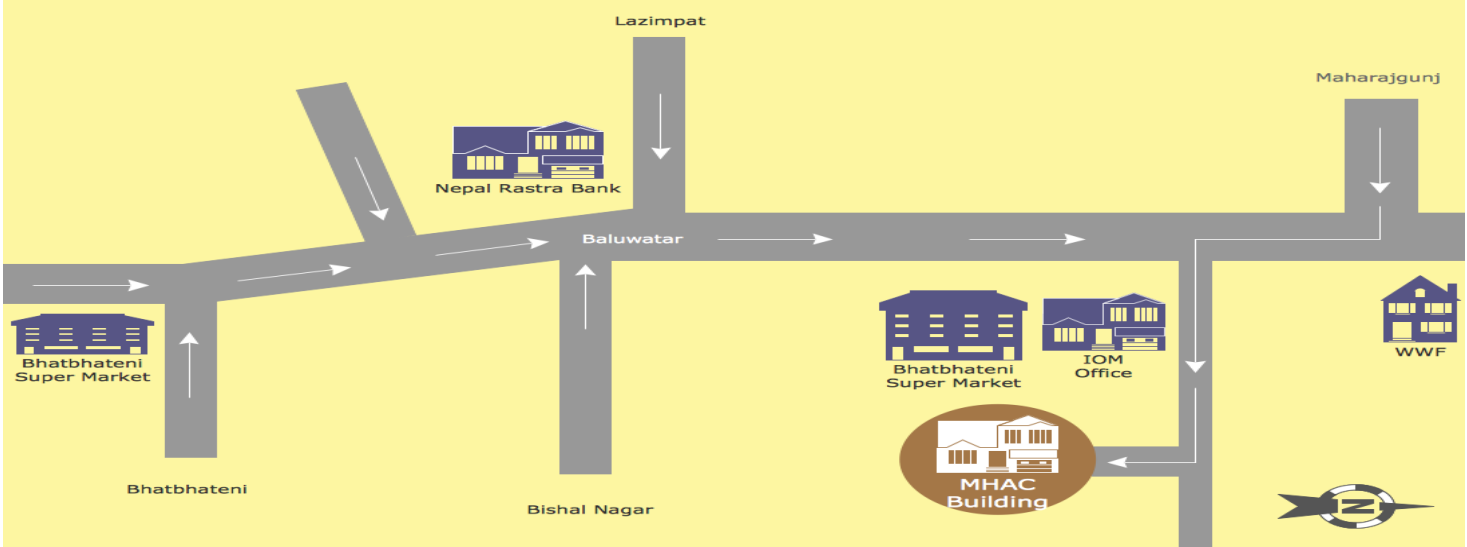 Lazimpat
Maharajgunj
Nepal Rastra Bank
Baluwatar
Bhatbhateni
Super Market
Bhatbhateni
Super Market
IOM
Office
WWF
Bhatbhateni
Bishal Nagar
MHAC
Building
N